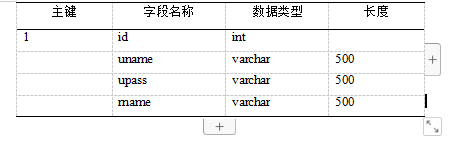 主键 字段名称 数据类型 长度
1 id int
uname varchar 500
upass varchar 500
mame varchar 500